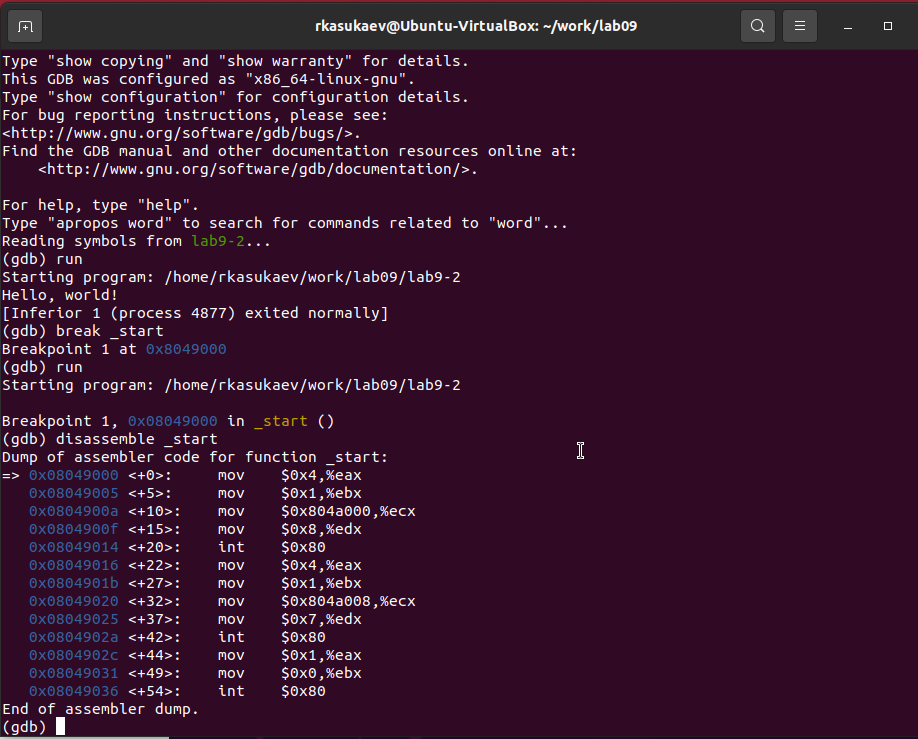 rkasukaev@Ubuntu-VirtualBox: ~/work/lab09
Type "show copying" and "show warranty" for details.
This GDB was configured as "x86_64-linux-gnu".
Type "show configuration" for configuration details.
For bug reporting instructions, please see:
<http://www.gnu.org/software/gdb/bugs/>.
Find the GDB manual and other documentation resources online at:
    <http://www.gnu.org/software/gdb/documentation/>.

For help, type "help".
Type "apropos word" to search for commands related to "word"...
Reading symbols from lab9-2...
(gdb) run
Starting program: /home/rkasukaev/work/lab09/lab9-2
Hello, world!
[Inferior 1 (process 4877) exited normally]
(gdb) break _start
Breakpoint 1 at 0x8049000
(gdb) run
Starting program: /home/rkasukaev/work/lab09/lab9-2

Breakpoint 1, 0x08049000 in _start ()
(gdb) disassemble _start
Dump of assembler code for function _start:
=> 0x08049000 <+0>:     mov    $0x4,%eax
   0x08049005 <+5>:     mov    $0x1,%ebx
   0x0804900a <+10>:    mov    $0x804a000,%ecx
   0x0804900f <+15>:    mov    $0x8,%edx
   0x08049014 <+20>:    int    $0x80
   0x08049016 <+22>:    mov    $0x4,%eax
   0x0804901b <+27>:    mov    $0x1,%ebx
   0x08049020 <+32>:    mov    $0x804a008,%ecx
   0x08049025 <+37>:    mov    $0x7,%edx
   0x0804902a <+42>:    int    $0x80
   0x0804902c <+44>:    mov    $0x1,%eax
   0x08049031 <+49>:    mov    $0x0,%ebx
   0x08049036 <+54>:    int    $0x80
End of assembler dump.
(gdb)